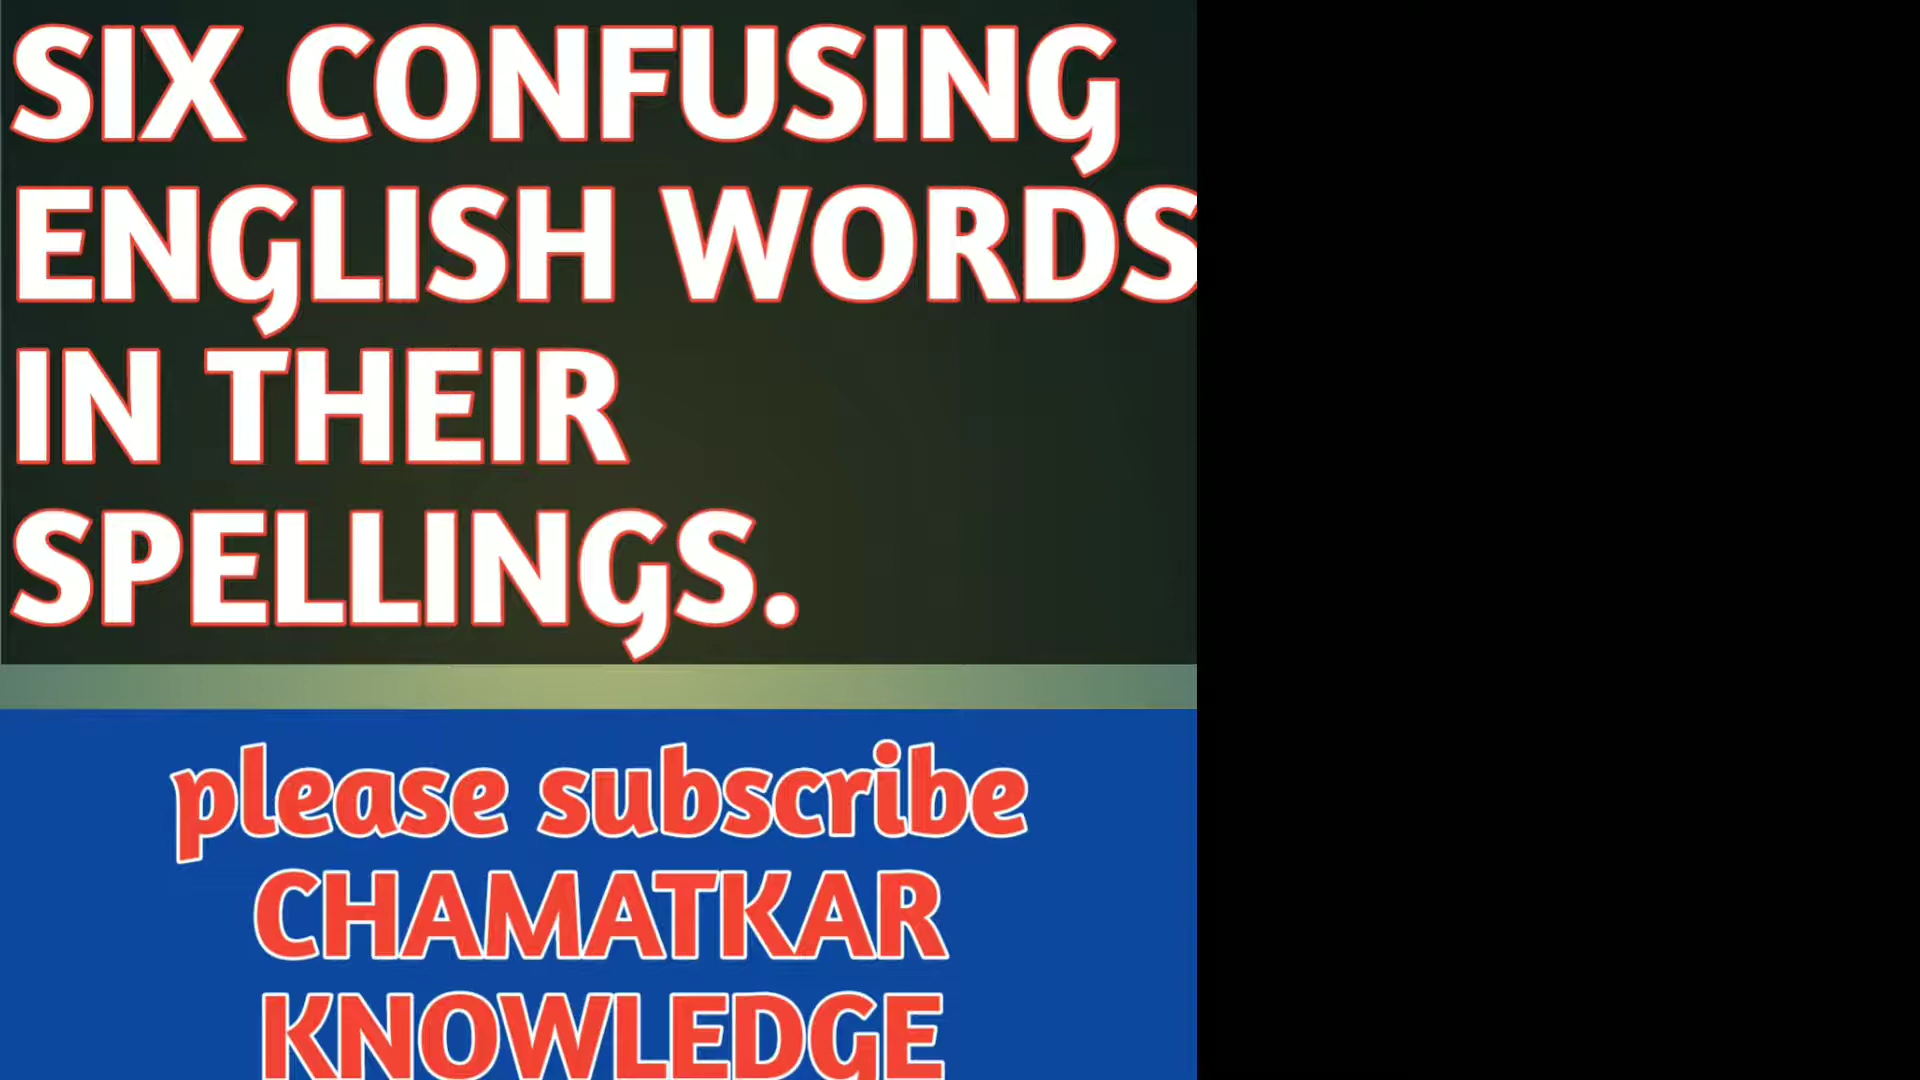 SIX CONFUSING
ENGLISH WORDS
IN THEIR
SPELLINGS.
please subscribe
CHAMATKAR
KNOWLEDGE